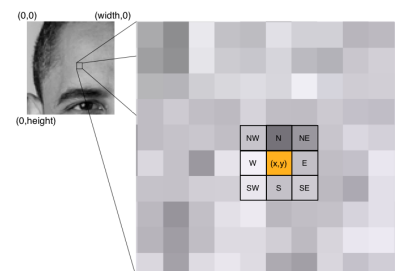 (0,0) (width,0)
(0,height)
NW N NE
W (x,y) E
SW S SE